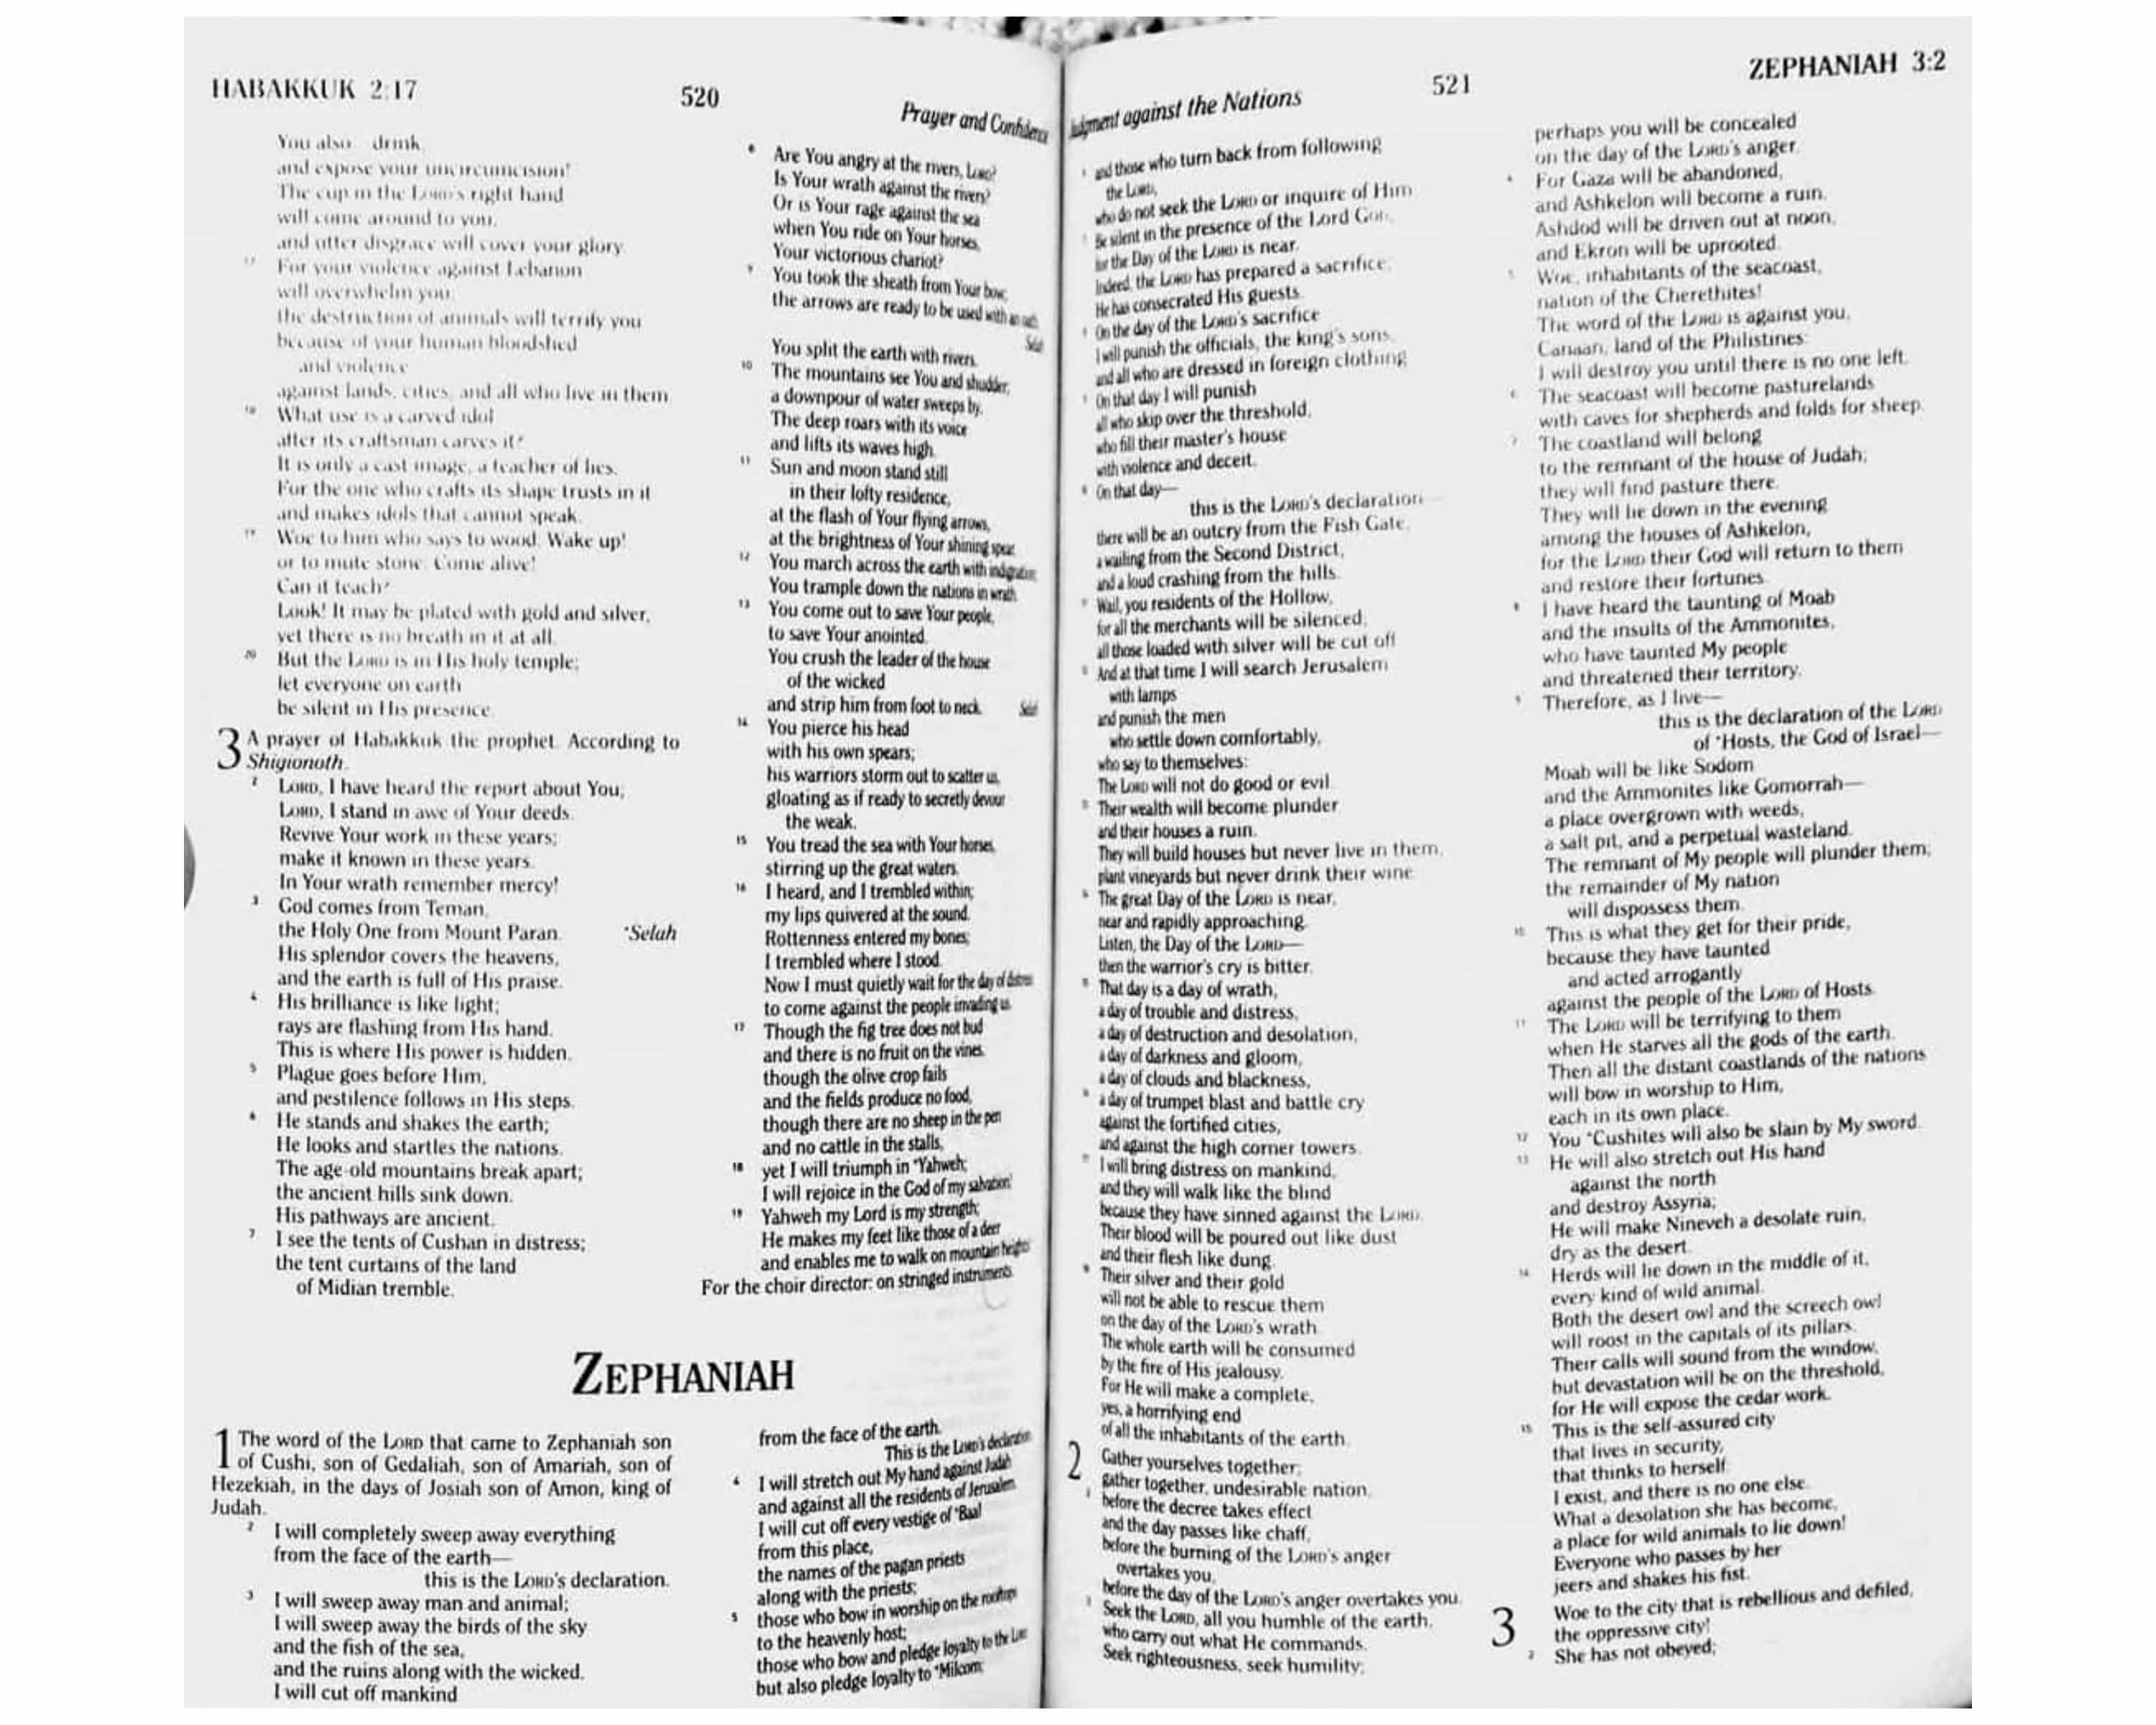 HABAKKUK 2:17
520
Prayer and Confidence
You also drink,
and expose your uncircumcision!
The cup in the LORD's right hand
will come around to you,
and utter disgrace will cover your glory.
17 For your violence against Lebanon
will overwhelm you;
the destruction of animals will terrify you
because of your human bloodshed
and violence
against lands, cities, and all who live in them.
18 What use is a carved idol
after its craftsman carves it?
It is only a cast image, a teacher of lies.
For the one who crafts its shape trusts in it
and makes idols that cannot speak.
19 Woe to him who says to wood: Wake up!
or to mute stone: Come alive!
Can it teach?
Look! It may be plated with gold and silver,
yet there is no breath in it at all.
20 But the LORD is in His holy temple;
let everyone on earth
be silent in His presence.
3 A prayer of Habakkuk the prophet. According to
Shigionoth.
2 LORD, I have heard the report about You;
LORD, I stand in awe of Your deeds.
Revive Your work in these years;
make it known in these years.
In Your wrath remember mercy!
3 God comes from Teman,
the Holy One from Mount Paran. *Selah
His splendor covers the heavens,
and the earth is full of His praise.
4 His brilliance is like light;
rays are flashing from His hand.
This is where His power is hidden.
5 Plague goes before Him,
and pestilence follows in His steps.
6 He stands and shakes the earth;
He looks and startles the nations.
The age-old mountains break apart;
the ancient hills sink down.
His pathways are ancient.
7 I see the tents of Cushan in distress;
the tent curtains of the land
of Midian tremble.
8 Are You angry at the rivers, LORD?
Is Your wrath against the rivers?
Or is Your rage against the sea
when You ride on Your horses,
Your victorious chariot?
9 You took the sheath from Your bow;
the arrows are ready to be used with an oath.
Selah
You split the earth with rivers.
10 The mountains see You and shudder;
a downpour of water sweeps by.
The deep roars with its voice
and lifts its waves high.
11 Sun and moon stand still
in their lofty residence,
at the flash of Your flying arrows,
at the brightness of Your shining spear.
12 You march across the earth with indignation;
You trample down the nations in wrath.
13 You come out to save Your people,
to save Your anointed.
You crush the leader of the house
of the wicked
and strip him from foot to neck. Selah
14 You pierce his head
with his own spears;
his warriors storm out to scatter us,
gloating as if ready to secretly devour
the weak.
15 You tread the sea with Your horses,
stirring up the great waters.
16 I heard, and I trembled within;
my lips quivered at the sound.
Rottenness entered my bones;
I trembled where I stood.
Now I must quietly wait for the day of distress
to come against the people invading us.
17 Though the fig tree does not bud
and there is no fruit on the vines,
though the olive crop fails
and the fields produce no food,
though there are no sheep in the pen
and no cattle in the stalls,
18 yet I will triumph in *Yahweh;
I will rejoice in the God of my salvation!
19 Yahweh my Lord is my strength;
He makes my feet like those of a deer
and enables me to walk on mountain heights!
For the choir director: on stringed instruments.
ZEPHANIAH
1 The word of the LORD that came to Zephaniah son
of Cushi, son of Gedaliah, son of Amariah, son of
Hezekiah, in the days of Josiah son of Amon, king of
Judah.
2 I will completely sweep away everything
from the face of the earth—
this is the LORD's declaration.
3 I will sweep away man and animal;
I will sweep away the birds of the sky
and the fish of the sea,
and the ruins along with the wicked.
I will cut off mankind
from the face of the earth.
This is the LORD's declaration.
4 I will stretch out My hand against Judah
and against all the residents of Jerusalem.
I will cut off every vestige of *Baal
from this place,
the names of the pagan priests
along with the priests;
5 those who bow in worship on the rooftops
to the heavenly host;
those who bow and pledge loyalty to the LORD
but also pledge loyalty to *Milcom;
Judgment against the Nations
521
ZEPHANIAH 3:2
6 and those who turn back from following
the LORD,
who do not seek the LORD or inquire of Him.
7 Be silent in the presence of the Lord GOD,
for the Day of the LORD is near.
Indeed, the LORD has prepared a sacrifice;
He has consecrated His guests.
8 On the day of the LORD's sacrifice
I will punish the officials, the king's sons,
and all who are dressed in foreign clothing.
9 On that day I will punish
all who skip over the threshold,
who fill their master's house
with violence and deceit.
10 On that day—
this is the LORD's declaration—
there will be an outcry from the Fish Gate,
a wailing from the Second District,
and a loud crashing from the hills.
11 Wail, you residents of the Hollow,
for all the merchants will be silenced;
all those loaded with silver will be cut off.
12 And at that time I will search Jerusalem
with lamps
and punish the men
who settle down comfortably,
who say to themselves:
The LORD will not do good or evil.
13 Their wealth will become plunder
and their houses a ruin.
They will build houses but never live in them,
plant vineyards but never drink their wine.
14 The great Day of the LORD is near,
near and rapidly approaching.
Listen, the Day of the LORD—
then the warrior's cry is bitter.
15 That day is a day of wrath,
a day of trouble and distress,
a day of destruction and desolation,
a day of darkness and gloom,
a day of clouds and blackness,
16 a day of trumpet blast and battle cry
against the fortified cities,
and against the high corner towers.
17 I will bring distress on mankind,
and they will walk like the blind
because they have sinned against the LORD.
Their blood will be poured out like dust
and their flesh like dung.
18 Their silver and their gold
will not be able to rescue them
on the day of the LORD's wrath.
The whole earth will be consumed
by the fire of His jealousy.
For He will make a complete,
yes, a horrifying end
of all the inhabitants of the earth.
2 Gather yourselves together;
gather together, undesirable nation,
2 before the decree takes effect
and the day passes like chaff,
before the burning of the LORD's anger
overtakes you,
before the day of the LORD's anger overtakes you.
3 Seek the LORD, all you humble of the earth,
who carry out what He commands.
Seek righteousness, seek humility;
perhaps you will be concealed
on the day of the LORD's anger.
4 For Gaza will be abandoned,
and Ashkelon will become a ruin.
Ashdod will be driven out at noon,
and Ekron will be uprooted.
5 Woe, inhabitants of the seacoast,
nation of the Cherethites!
The word of the LORD is against you,
Canaan, land of the Philistines:
I will destroy you until there is no one left.
6 The seacoast will become pasturelands
with caves for shepherds and folds for sheep.
7 The coastland will belong
to the remnant of the house of Judah;
they will find pasture there.
They will lie down in the evening
among the houses of Ashkelon,
for the LORD their God will return to them
and restore their fortunes.
8 I have heard the taunting of Moab
and the insults of the Ammonites,
who have taunted My people
and threatened their territory.
9 Therefore, as I live—
this is the declaration of the LORD
of *Hosts, the God of Israel—
Moab will be like Sodom
and the Ammonites like Gomorrah—
a place overgrown with weeds,
a salt pit, and a perpetual wasteland.
The remnant of My people will plunder them;
the remainder of My nation
will dispossess them.
10 This is what they get for their pride,
because they have taunted
and acted arrogantly
against the people of the LORD of Hosts.
11 The LORD will be terrifying to them
when He starves all the gods of the earth.
Then all the distant coastlands of the nations
will bow in worship to Him,
each in its own place.
12 You *Cushites will also be slain by My sword.
13 He will also stretch out His hand
against the north
and destroy Assyria;
He will make Nineveh a desolate ruin,
dry as the desert.
14 Herds will lie down in the middle of it,
every kind of wild animal.
Both the desert owl and the screech owl
will roost in the capitals of its pillars.
Their calls will sound from the window,
but devastation will be on the threshold,
for He will expose the cedar work.
15 This is the self-assured city
that lives in security,
that thinks to herself:
I exist, and there is no one else.
What a desolation she has become,
a place for wild animals to lie down!
Everyone who passes by her
jeers and shakes his fist.
3 Woe to the city that is rebellious and defiled,
the oppressive city!
2 She has not obeyed;